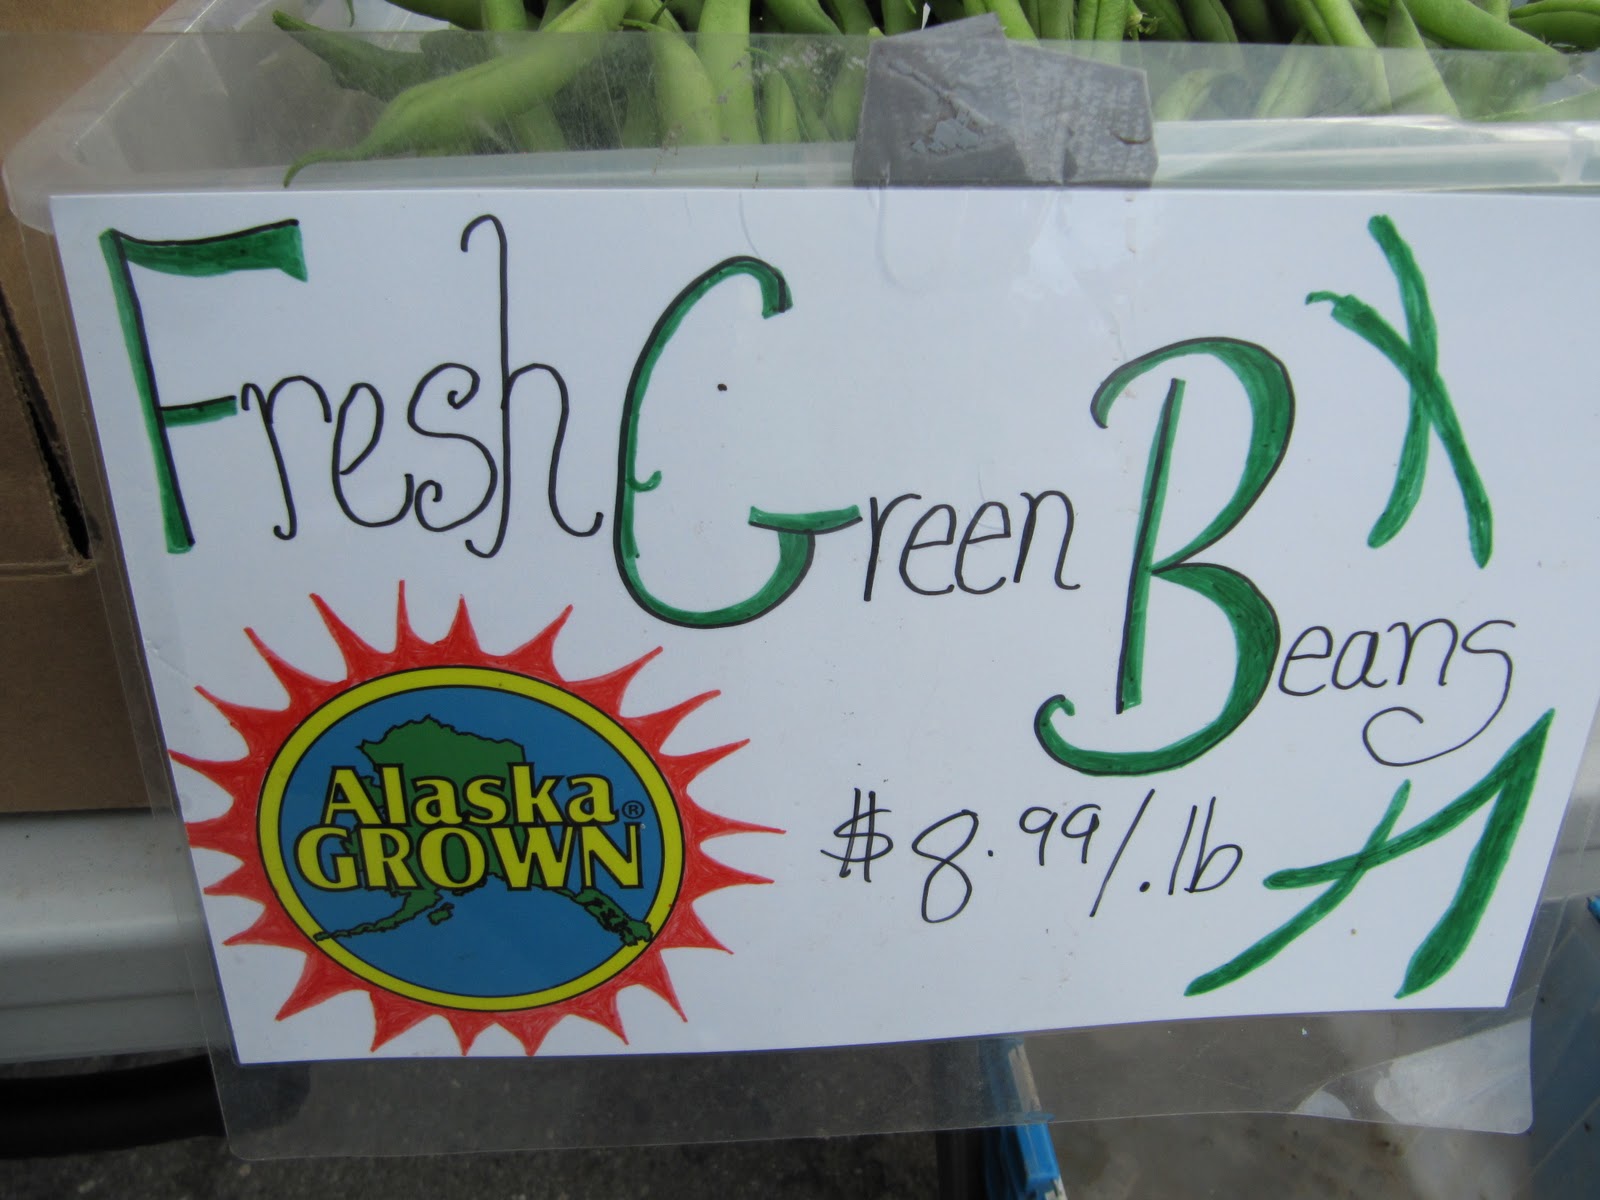 Fresh Green Beans
Alaska®
GROWN
$8.99/.lb